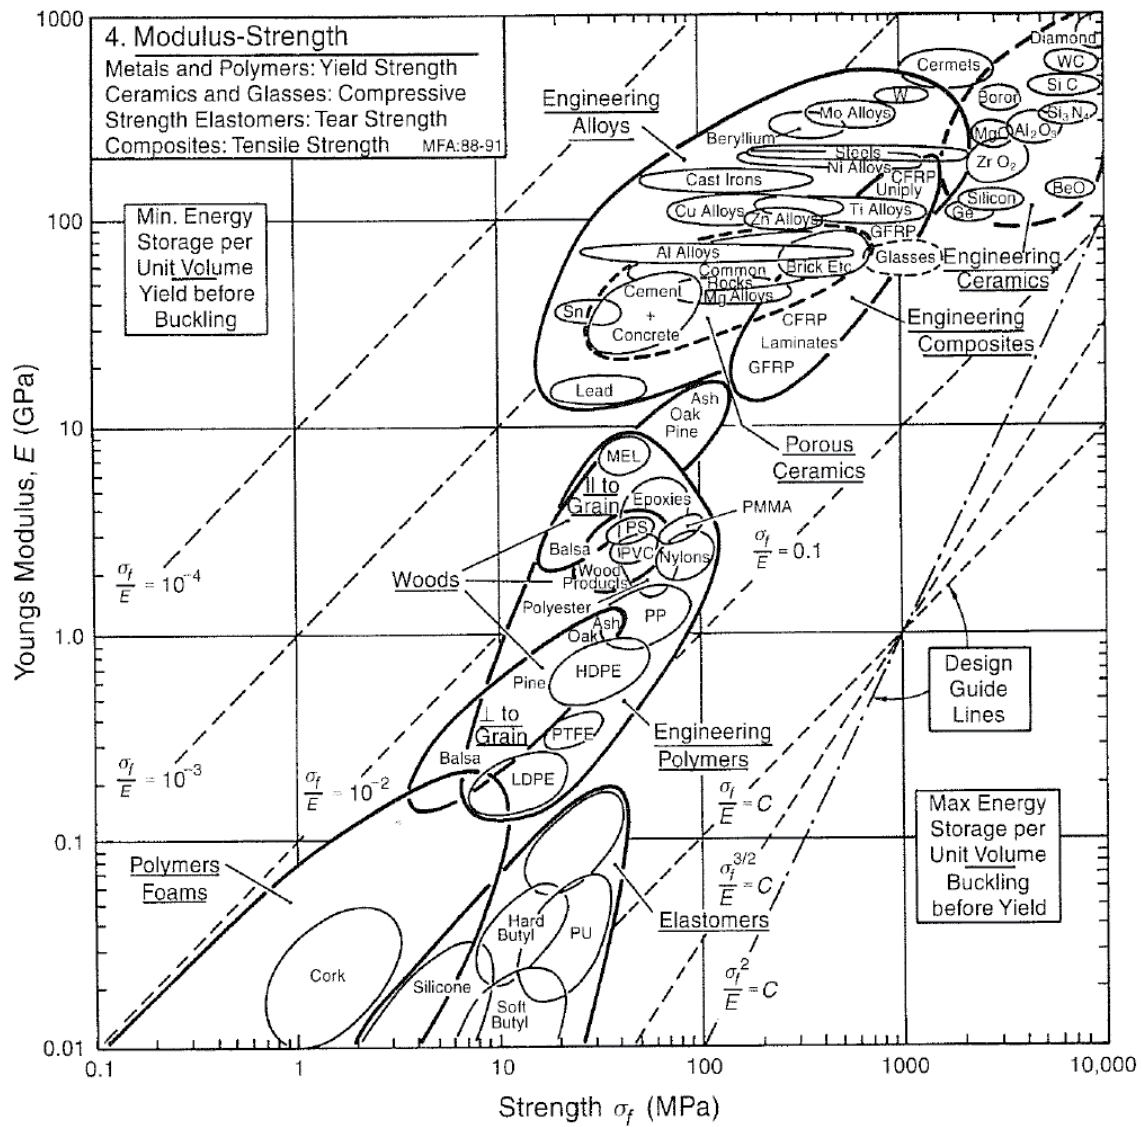 4. Modulus-Strength
Metals and Polymers: Yield Strength
Ceramics and Glasses: Compressive
Strength Elastomers: Tear Strength
Composites: Tensile Strength MFA:88-91
Min. Energy
Storage per
Unit Volume
Yield before
Buckling
Engineering
Alloys
Cermets
Diamond
WC
Si C
Boron
Si3 N4
W
Mo Alloys
Beryllium
MgO
Al2O3
Steels
Ni Alloys
Zr O2
CFRP
Uniply
Cast Irons
BeO
Silicon
Ge
Cu Alloys
Zn Alloys
Ti Alloys
GFRP
Al Alloys
Glasses
Brick Etc
Common
Rocks
Mg Alloys
Cement
+
Concrete
Sn
Lead
CFRP
Laminates
GFRP
Engineering
Ceramics
Engineering
Composites
Porous
Ceramics
Ash
Oak
Pine
MEL
|| to
Grain
Epoxies
PMMA
PS
PVC
Nylons
Balsa
Wood
Products
Woods
Polyester
PP
Ash
Oak
HDPE
Pine
⊥ to
Grain
PTFE
Balsa
LDPE
Engineering
Polymers
Polymers
Foams
Elastomers
Hard
Butyl
PU
Cork
Silicone
Soft
Butyl
σf/E = 10⁻⁴
σf/E = 10⁻³
σf/E = 10⁻²
σf/E = 0.1
σf/E = C
σf^3/2/E = C
σf^2/E = C
Design
Guide
Lines
Max Energy
Storage per
Unit Volume
Buckling
before Yield
Youngs Modulus, E (GPa)
1000
100
10
1.0
0.1
0.01
0.1
1
10
100
1000
10,000
Strength σf (MPa)